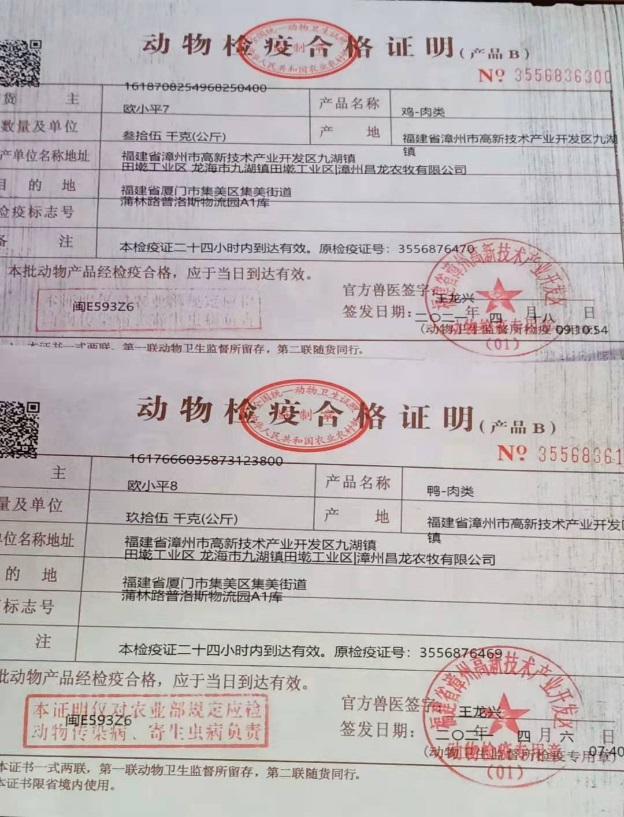 动物检疫合格证明(产品B)
№ 3556836300
1618708254968250400
货 主 欧小平7 产品名称 鸡-肉类
数量及单位 叁拾伍 千克(公斤) 产 地 福建省漳州市高新技术产业开发区九湖镇
产单位名称地址 福建省漳州市高新技术产业开发区九湖镇
田墘工业区 龙海市九湖镇田墘工业区|漳州昌龙农牧有限公司
目 的 地 福建省厦门市集美区集美街道
蒲林路普洛斯物流园A1库
检疫标志号
备 注 本检疫证二十四小时内到达有效。原检疫证号：3556876470
本批动物产品经检疫合格，应于当日到达有效。
官方兽医签字：王龙兴
闽E593Z6
签发日期：二〇二一年 四月十八
09:10:54
(动物卫生监督所检疫
(01)
本证书一式两联，第一联动物卫生监督所留存，第二联随货同行。
动物检疫合格证明(产品B)
№ 35568361
1617666035873123800
主 欧小平8 产品名称 鸭-肉类
量及单位 玖拾伍 千克(公斤) 产 地 福建省漳州市高新技术产业开发区九湖镇
单位名称地址 福建省漳州市高新技术产业开发区九湖镇
田墘工业区 龙海市九湖镇田墘工业区|漳州昌龙农牧有限公司
的 地 福建省厦门市集美区集美街道
蒲林路普洛斯物流园A1库
标志号
注 本检疫证二十四小时内到达有效。原检疫证号：3556876469
批动物产品经检疫合格，应于当日到达有效。
本证明仅对农业部规定应检
动物传染病、寄生虫病负责
闽E593Z6
官方兽医签字：王龙兴
签发日期：二〇二一年 四月六日
07:40
(动物卫生监督所检疫专用章)
(01)
本证书一式两联，第一联动物卫生监督所留存，第二联随货同行。
本证书限省境内使用。